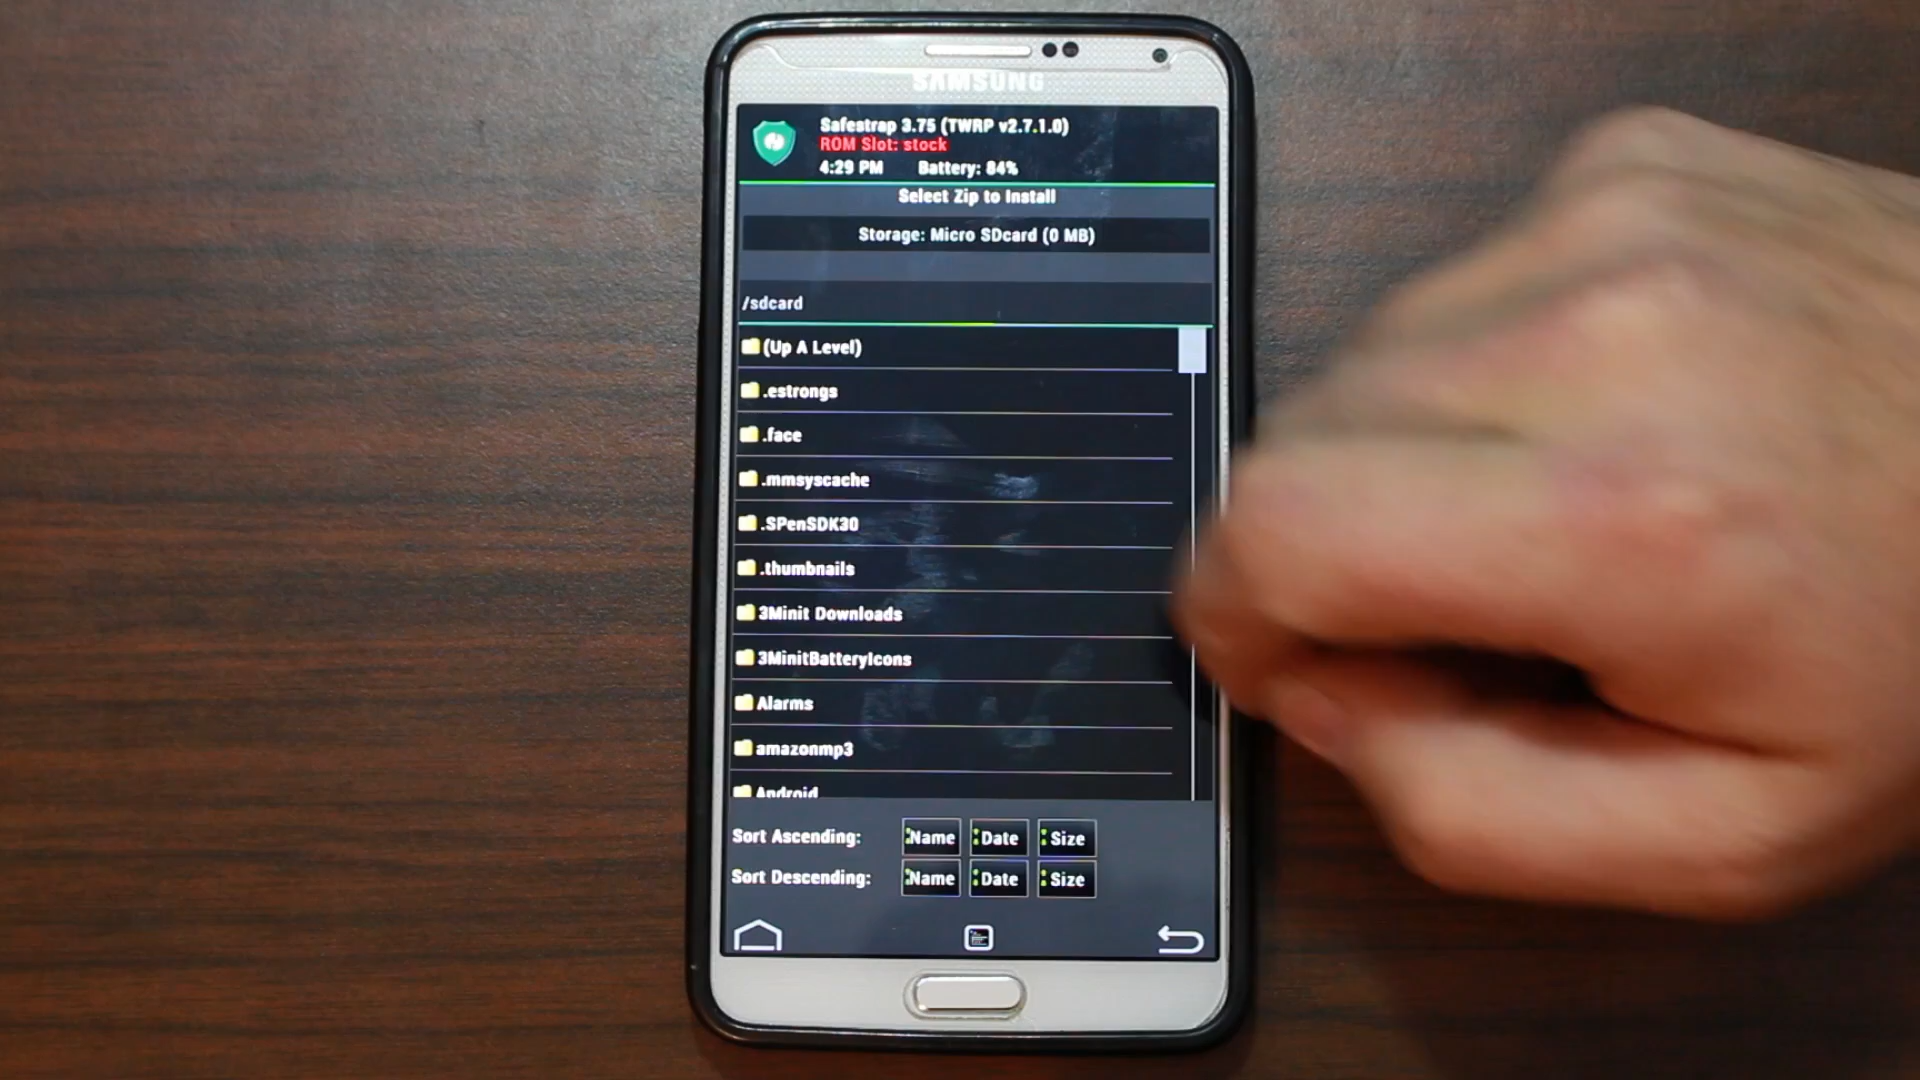 SAMSUNG
Safestrap 3.75 (TWRP v2.7.1.0)
ROM Slot: stock
4:29 PM Battery: 84%
Select Zip to Install
Storage: Micro SDcard (0 MB)
/sdcard
(Up A Level)
.estrongs
.face
.mmsyscache
.SPenSDK30
.thumbnails
3Minit Downloads
3MinitBatteryIcons
Alarms
amazonmp3
Android
Sort Ascending: Name Date Size
Sort Descending: Name Date Size